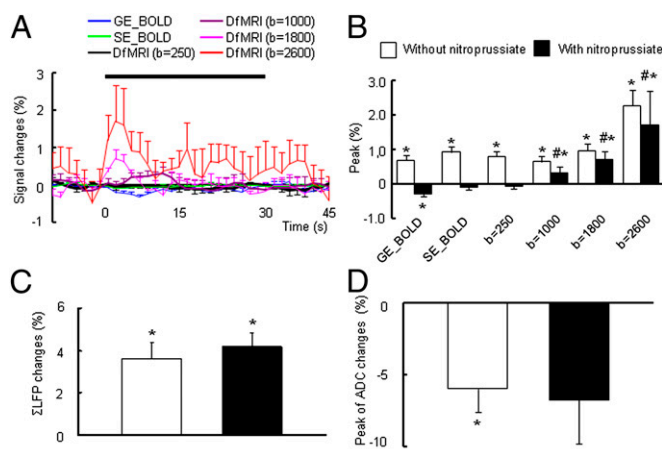 A
GE_BOLD
SE_BOLD
DfMRI (b=250)
DfMRI (b=1000)
DfMRI (b=1800)
DfMRI (b=2600)
Signal changes (%)
3
2
1
0
-1
0
15
30
45
Time (s)
B
Without nitroprussiate
With nitroprussiate
Peak (%)
3.0
2.0
1.0
0
1.0
*
*
*
*
*
#*
*
#*
*
#*
GE_BOLD
SE_BOLD
b=250
b=1000
b=1800
b=2600
C
ΣLFP changes (%)
6
4
2
0
*
*
D
Peak of ADC changes (%)
0
-5
-10
*